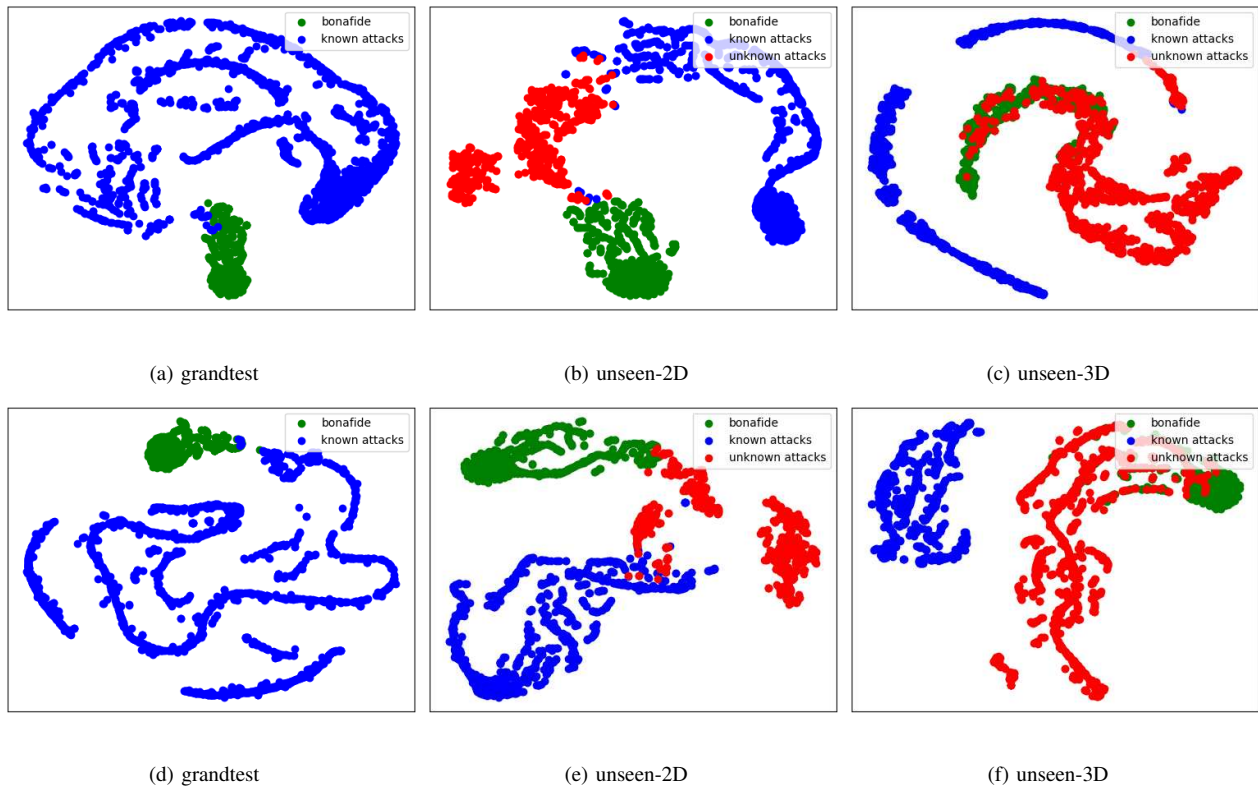 bonafide
known attacks
bonafide
known attacks
unknown attacks
bonafide
known attacks
unknown attacks
(a) grandtest
(b) unseen-2D
(c) unseen-3D
bonafide
known attacks
bonafide
known attacks
unknown attacks
bonafide
known attacks
unknown attacks
(d) grandtest
(e) unseen-2D
(f) unseen-3D